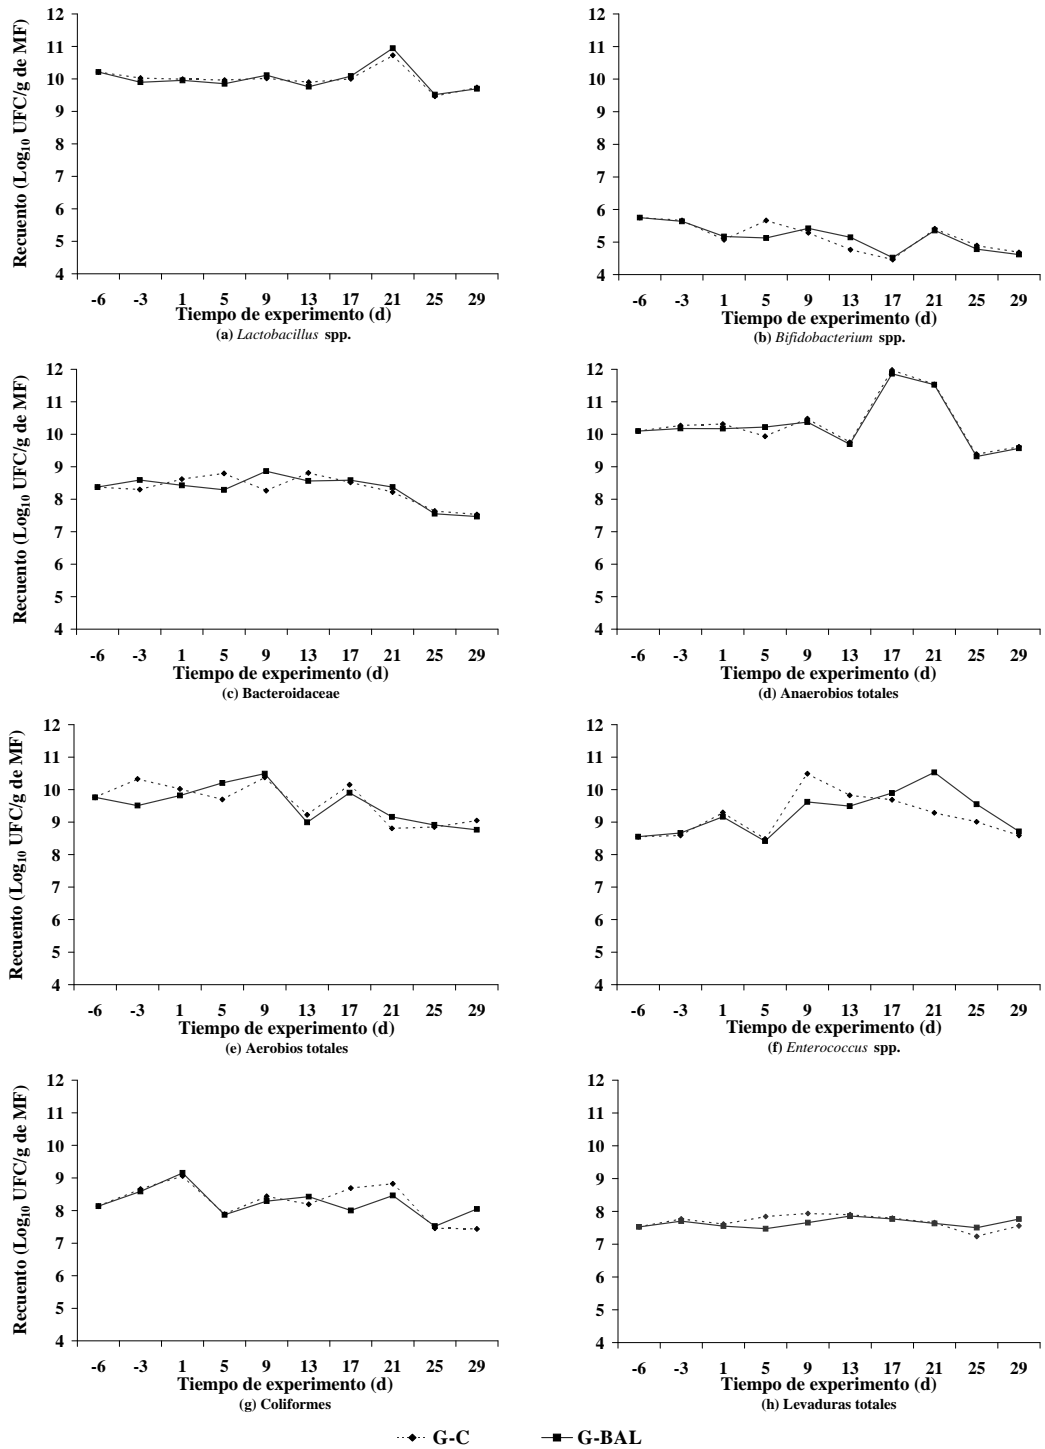 Recuento (Log₁₀ UFC/g de MF)
12
11
10
9
8
7
6
5
4
-6 -3 1 5 9 13 17 21 25 29
Tiempo de experimento (d)
(a) Lactobacillus spp.
12
11
10
9
8
7
6
5
4
-6 -3 1 5 9 13 17 21 25 29
Tiempo de experimento (d)
(b) Bifidobacterium spp.
Recuento (Log₁₀ UFC/g de MF)
12
11
10
9
8
7
6
5
4
-6 -3 1 5 9 13 17 21 25 29
Tiempo de experimento (d)
(c) Bacteroidaceae
12
11
10
9
8
7
6
5
4
-6 -3 1 5 9 13 17 21 25 29
Tiempo de experimento (d)
(d) Anaerobios totales
Recuento (Log₁₀ UFC/g de MF)
12
11
10
9
8
7
6
5
4
-6 -3 1 5 9 13 17 21 25 29
Tiempo de experimento (d)
(e) Aerobios totales
12
11
10
9
8
7
6
5
4
-6 -3 1 5 9 13 17 21 25 29
Tiempo de experimento (d)
(f) Enterococcus spp.
Recuento (Log₁₀ UFC/g de MF)
12
11
10
9
8
7
6
5
4
-6 -3 1 5 9 13 17 21 25 29
Tiempo de experimento (d)
(g) Coliformes
12
11
10
9
8
7
6
5
4
-6 -3 1 5 9 13 17 21 25 29
Tiempo de experimento (d)
(h) Levaduras totales
G-C G-BAL